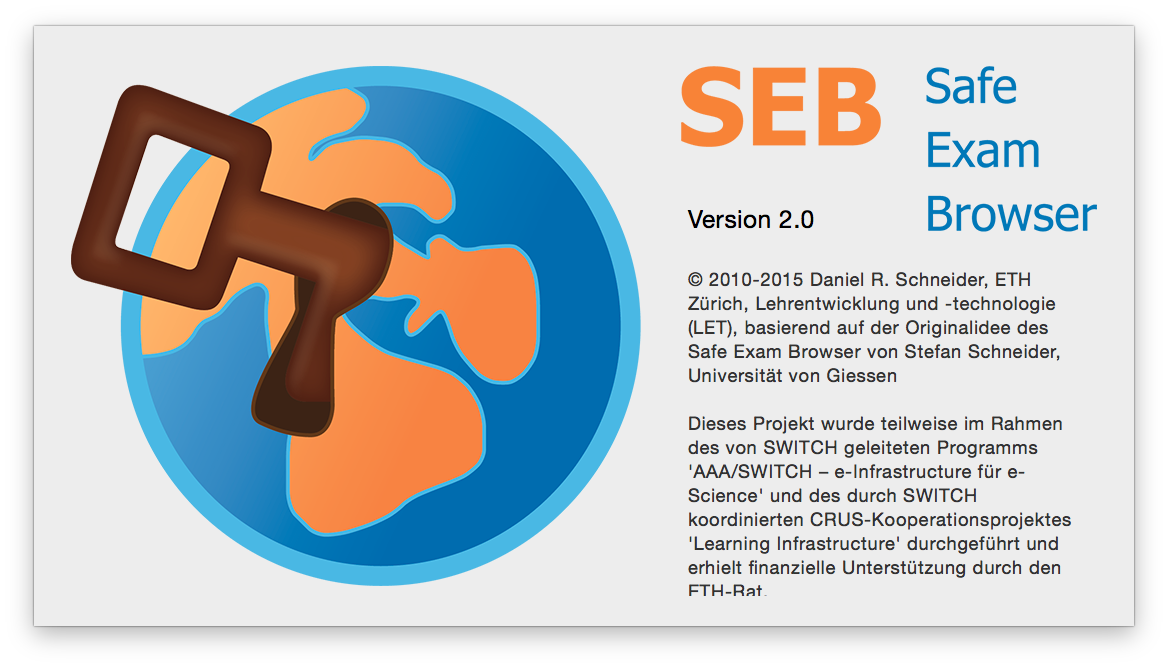 SEB
Safe
Exam
Browser
Version 2.0
© 2010-2015 Daniel R. Schneider, ETH
Zürich, Lehrentwicklung und -technologie
(LET), basierend auf der Originalidee des
Safe Exam Browser von Stefan Schneider,
Universität von Giessen
Dieses Projekt wurde teilweise im Rahmen
des von SWITCH geleiteten Programms
'AAA/SWITCH – e-Infrastructure für e-
Science' und des durch SWITCH
koordinierten CRUS-Kooperationsprojektes
'Learning Infrastructure' durchgeführt und
erhielt finanzielle Unterstützung durch den
ETH-Rat.